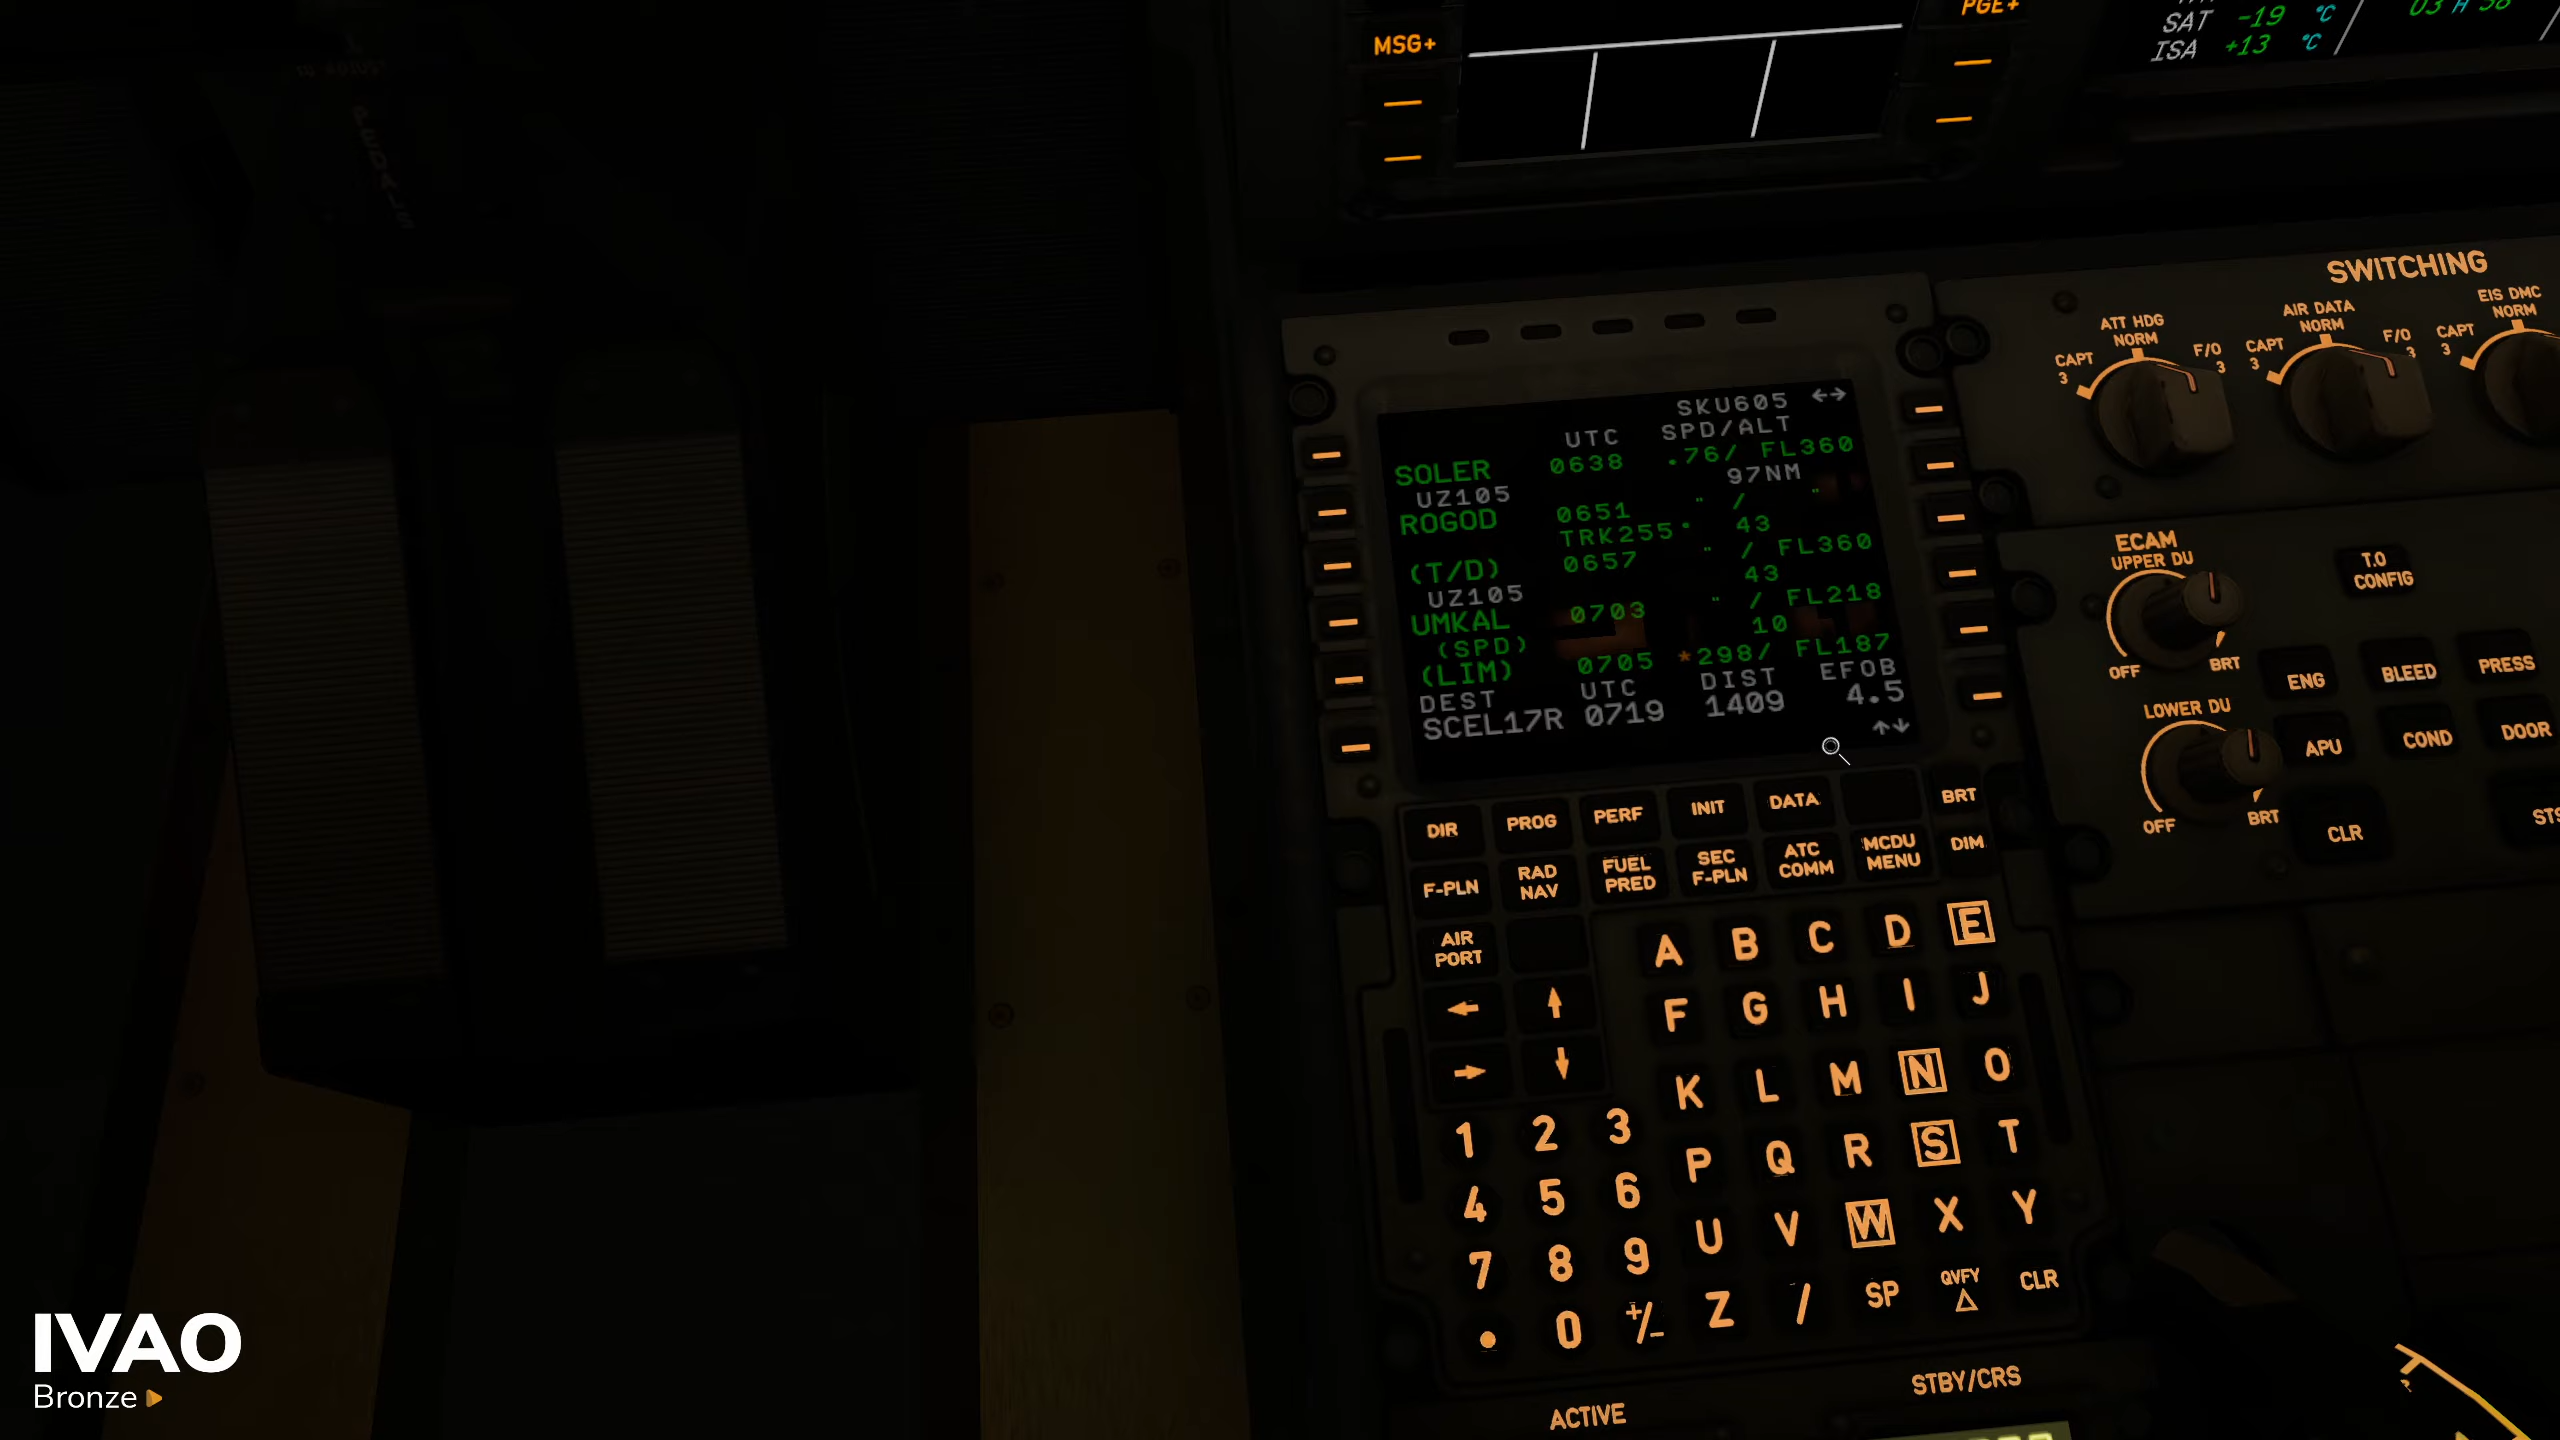 MSG+
PGE+
SAT -19 °C
ISA +13 °C
SWITCHING
ATT HDG
NORM
CAPT
3
F/O
3
AIR DATA
NORM
CAPT
3
F/O
3
EIS DMC
NORM
CAPT
3
SKU605 ←→
UTC SPD/ALT
SOLER 0638 .76/ FL360
UZ105 97NM
ROGOD 0651 " / "
TRK255° 43
(T/D) 0657 " / FL360
UZ105 43
UMKAL 0703 " / FL218
(SPD) 10
(LIM) 0705 *298/ FL187
DEST UTC DIST EFOB
SCEL17R 0719 1409 4.5
↑↓
ECAM
UPPER DU
OFF BRT
T.O
CONFIG
ENG BLEED PRESS
LOWER DU
OFF BRT
APU COND DOOR
CLR
DIR PROG PERF INIT DATA BRT
F-PLN RAD
NAV FUEL
PRED SEC
F-PLN ATC
COMM MCDU
MENU DIM
AIR
PORT
← ↑
→ ↓
A B C D E
F G H I J
K L M N O
P Q R S T
U V W X Y
Z / SP QVFY
△ CLR
1 2 3
4 5 6
7 8 9
. 0 +/-
ACTIVE STBY/CRS
IVAO
Bronze